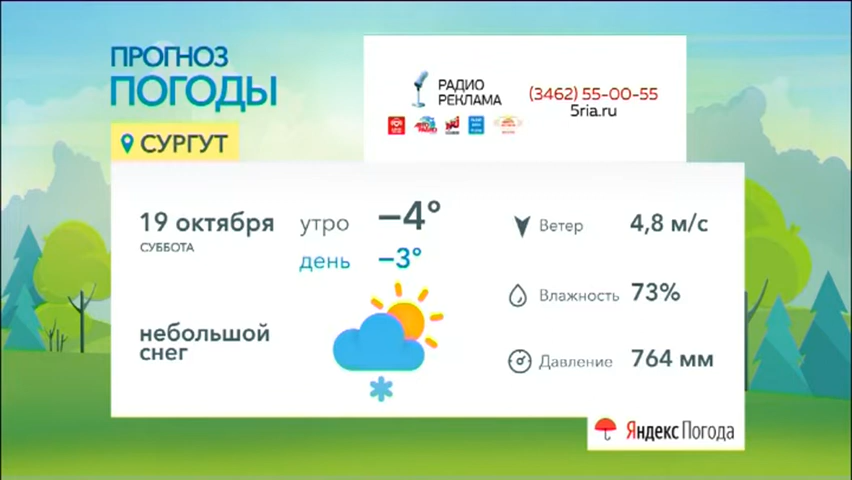 ПРОГНОЗ
ПОГОДЫ
СУРГУТ
РАДИО
РЕКЛАМА
(3462) 55-00-55
5ria.ru
19 октября
СУББОТА
утро –4°
день –3°
небольшой
снег
Ветер 4,8 м/с
Влажность 73%
Давление 764 мм
Яндекс Погода